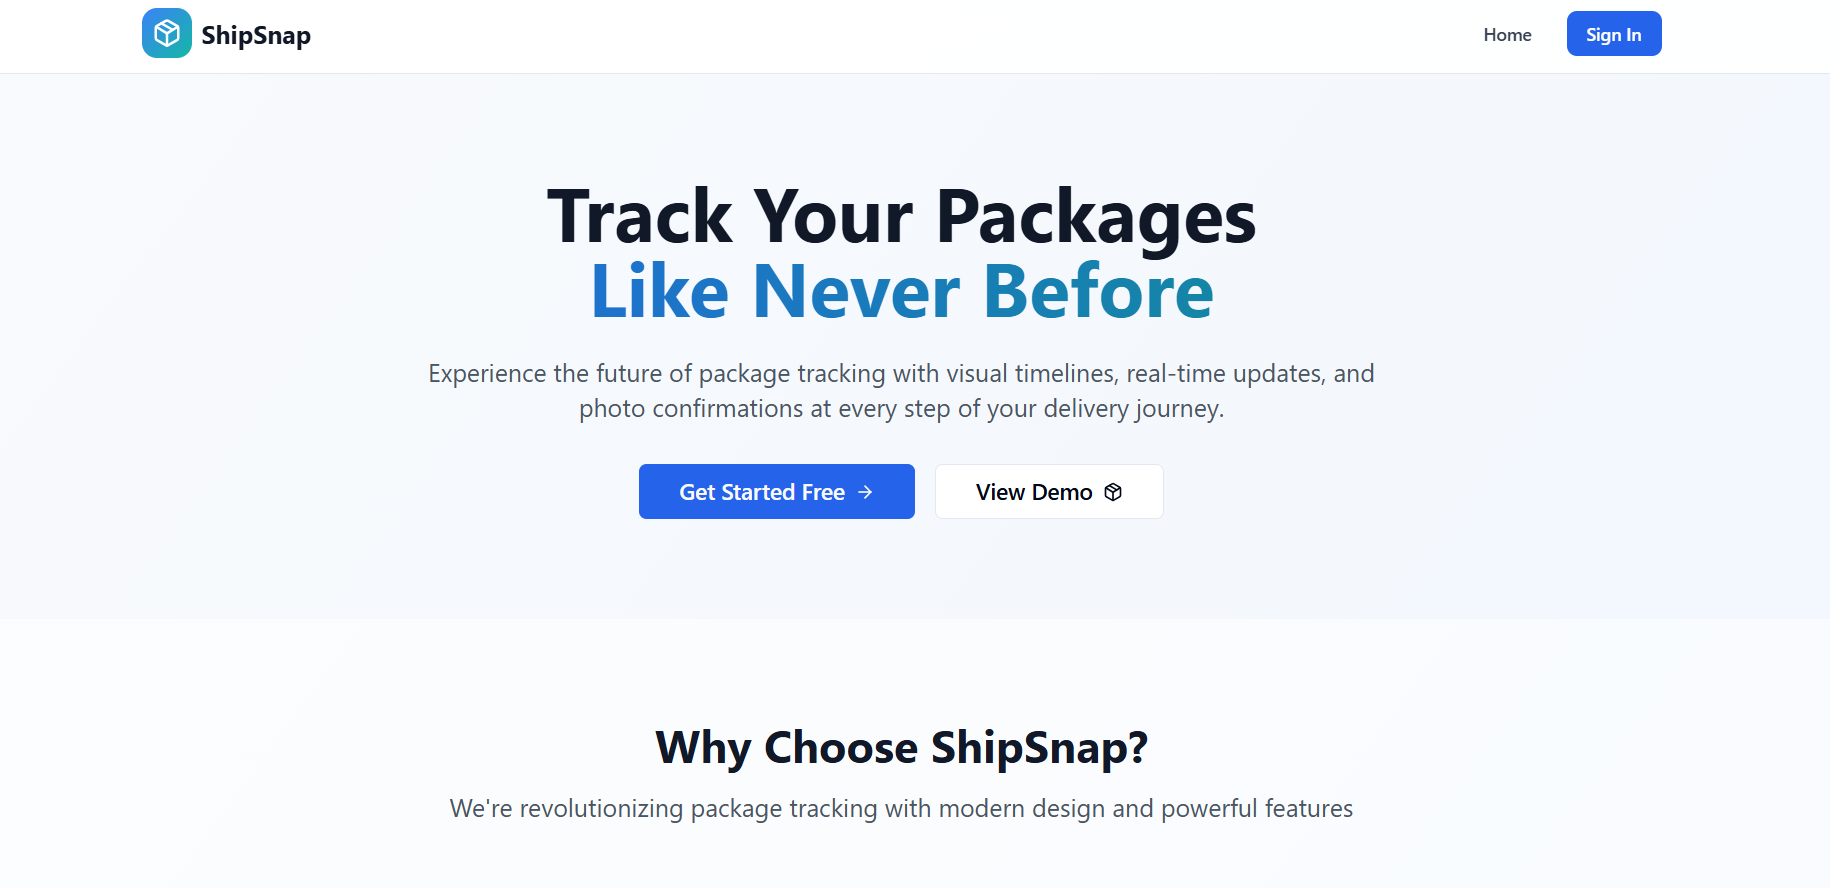 ShipSnap
Home
Sign In
Track Your Packages
Like Never Before
Experience the future of package tracking with visual timelines, real-time updates, and
photo confirmations at every step of your delivery journey.
Get Started Free
View Demo
Why Choose ShipSnap?
We're revolutionizing package tracking with modern design and powerful features